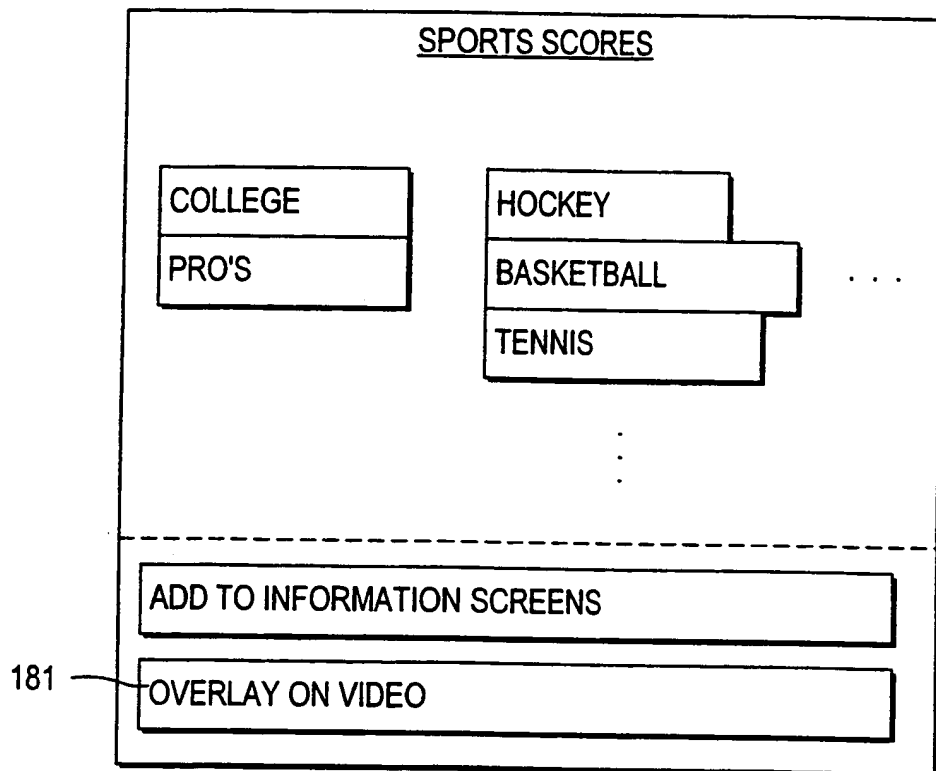 SPORTS SCORES
COLLEGE
PRO'S
HOCKEY
BASKETBALL
. . .
TENNIS
.
.
.
ADD TO INFORMATION SCREENS
181
OVERLAY ON VIDEO